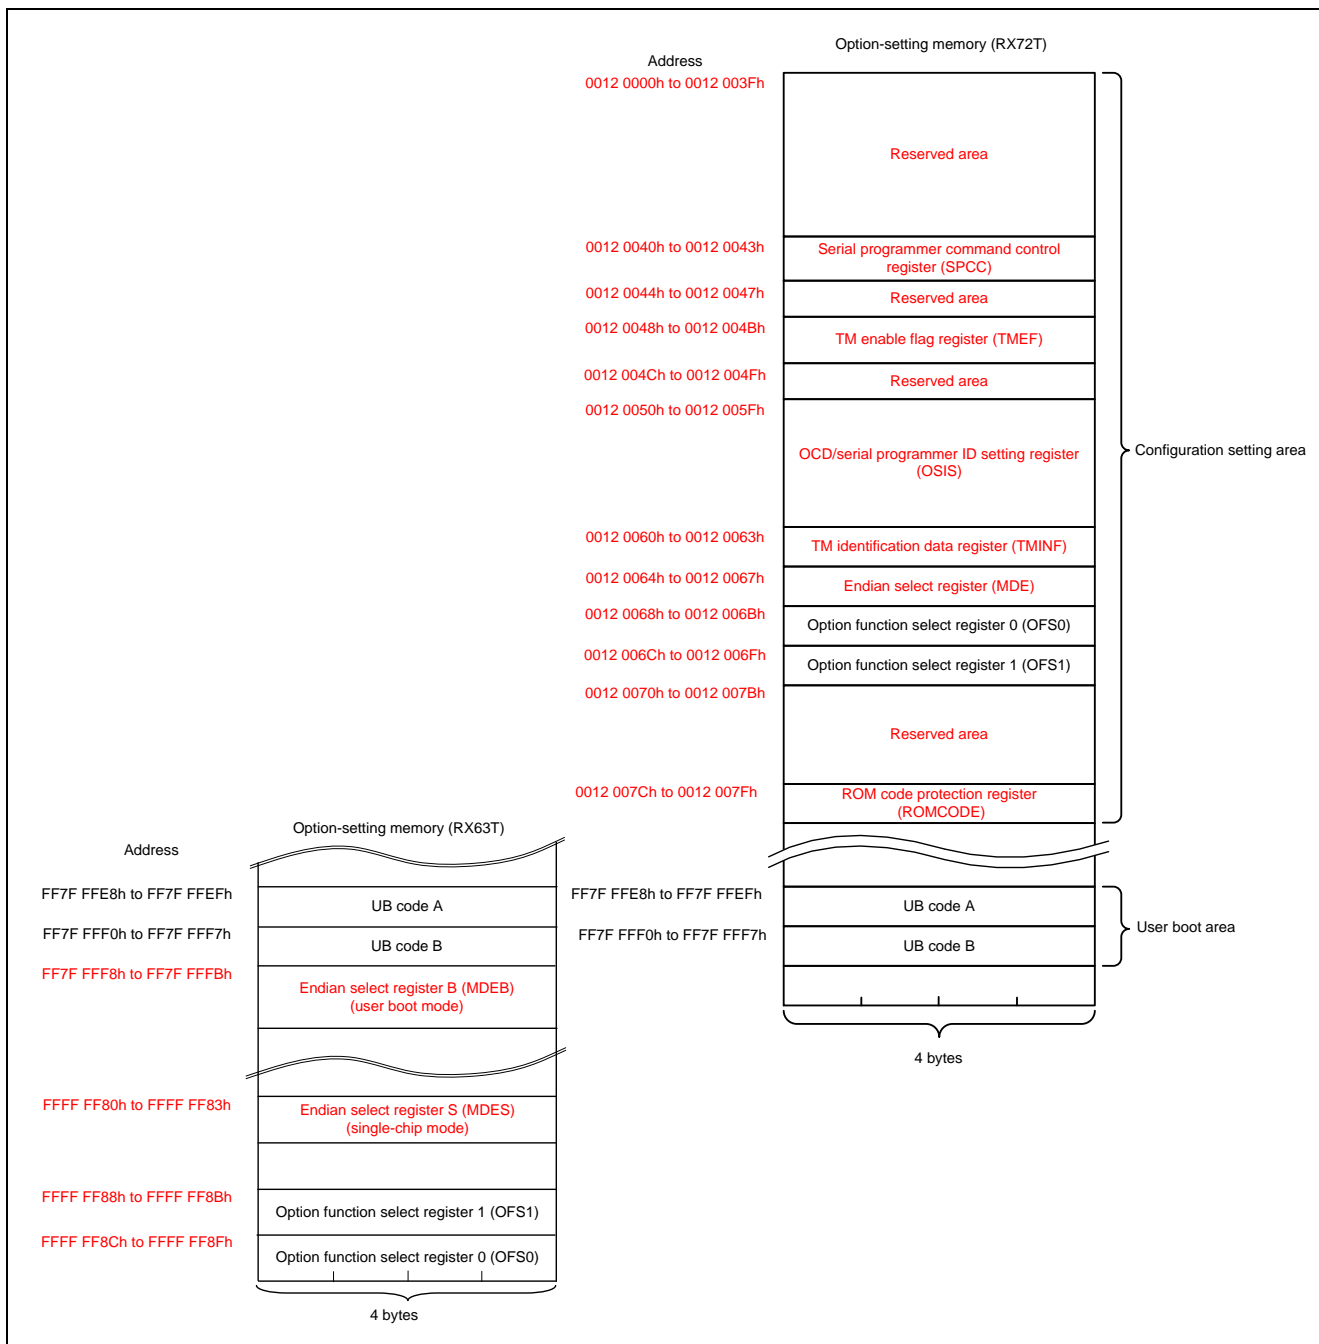 Option-setting memory (RX72T)
Address
0012 0000h to 0012 003Fh
Reserved area
0012 0040h to 0012 0043h
Serial programmer command control
register (SPCC)
0012 0044h to 0012 0047h
Reserved area
0012 0048h to 0012 004Bh
TM enable flag register (TMEF)
0012 004Ch to 0012 004Fh
Reserved area
0012 0050h to 0012 005Fh
OCD/serial programmer ID setting register
(OSIS)
Configuration setting area
0012 0060h to 0012 0063h
TM identification data register (TMINF)
0012 0064h to 0012 0067h
Endian select register (MDE)
0012 0068h to 0012 006Bh
Option function select register 0 (OFS0)
0012 006Ch to 0012 006Fh
Option function select register 1 (OFS1)
0012 0070h to 0012 007Bh
Reserved area
0012 007Ch to 0012 007Fh
ROM code protection register
(ROMCODE)
FF7F FFE8h to FF7F FFEFh
UB code A
FF7F FFF0h to FF7F FFF7h
UB code B
User boot area
4 bytes
Option-setting memory (RX63T)
Address
FF7F FFE8h to FF7F FFEFh
UB code A
FF7F FFF0h to FF7F FFF7h
UB code B
FF7F FFF8h to FF7F FFFBh
Endian select register B (MDEB)
(user boot mode)
FFFF FF80h to FFFF FF83h
Endian select register S (MDES)
(single-chip mode)
FFFF FF88h to FFFF FF8Bh
Option function select register 1 (OFS1)
FFFF FF8Ch to FFFF FF8Fh
Option function select register 0 (OFS0)
4 bytes